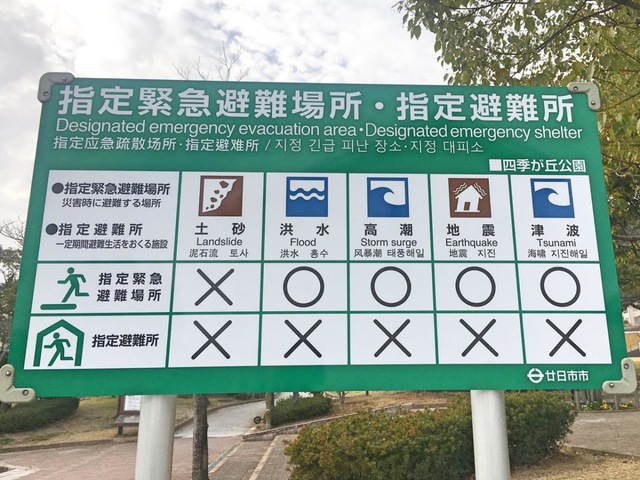 指定緊急避難場所・指定避難所
Designated emergency evacuation area・Designated emergency shelter
指定应急疏散场所・指定避难所 / 지정 긴급 피난 장소・지정 대피소
■四季が丘公園
●指定緊急避難場所
災害時に避難する場所
●指定避難所
一定期間避難生活をおくる施設
土砂
Landslide
泥石流 토사
洪水
Flood
洪水 홍수
高潮
Storm surge
风暴潮 태풍해일
地震
Earthquake
地震 지진
津波
Tsunami
海啸 지진해일
指定緊急
避難場所
× ○ ○ ○ ○
指定避難所
× × × × ×
廿日市市